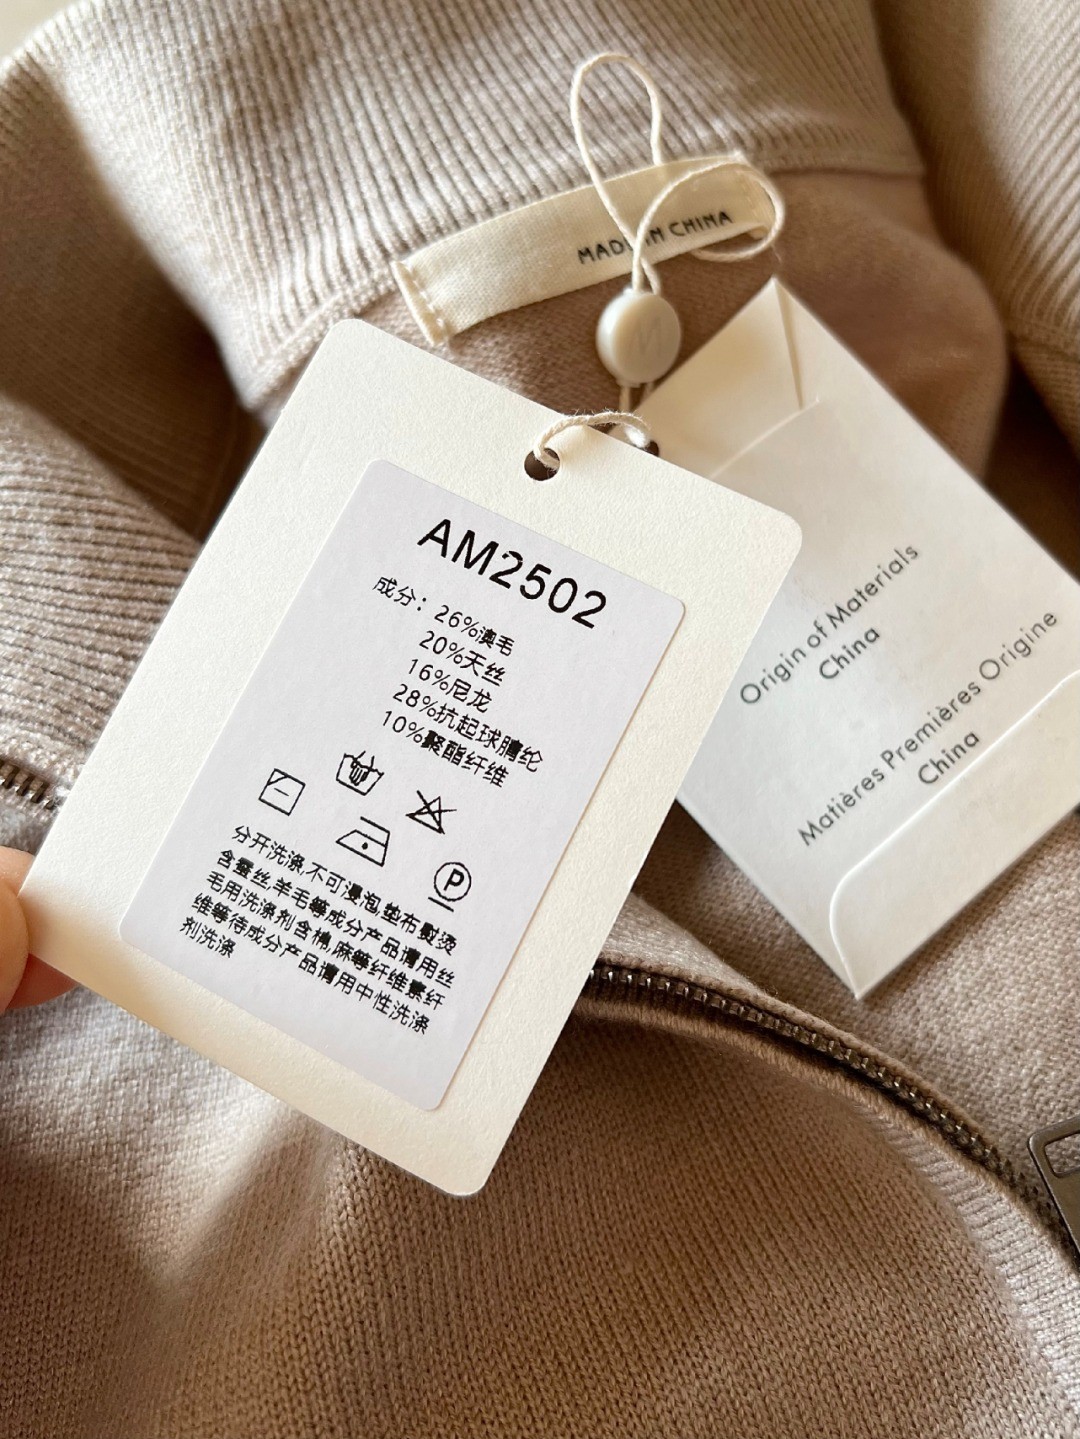 MADE IN CHINA
AM2502
成分：26%澳毛
20%天丝
16%尼龙
28%抗起球腈纶
10%聚酯纤维
P
分开洗涤,不可浸泡,垫布熨烫
含蚕丝,羊毛等成分产品请用丝
毛用洗涤剂含棉,麻等纤维素纤
维等待成分产品请用中性洗涤
剂洗涤
Origin of Materials
China
Matières Premières Origine
China